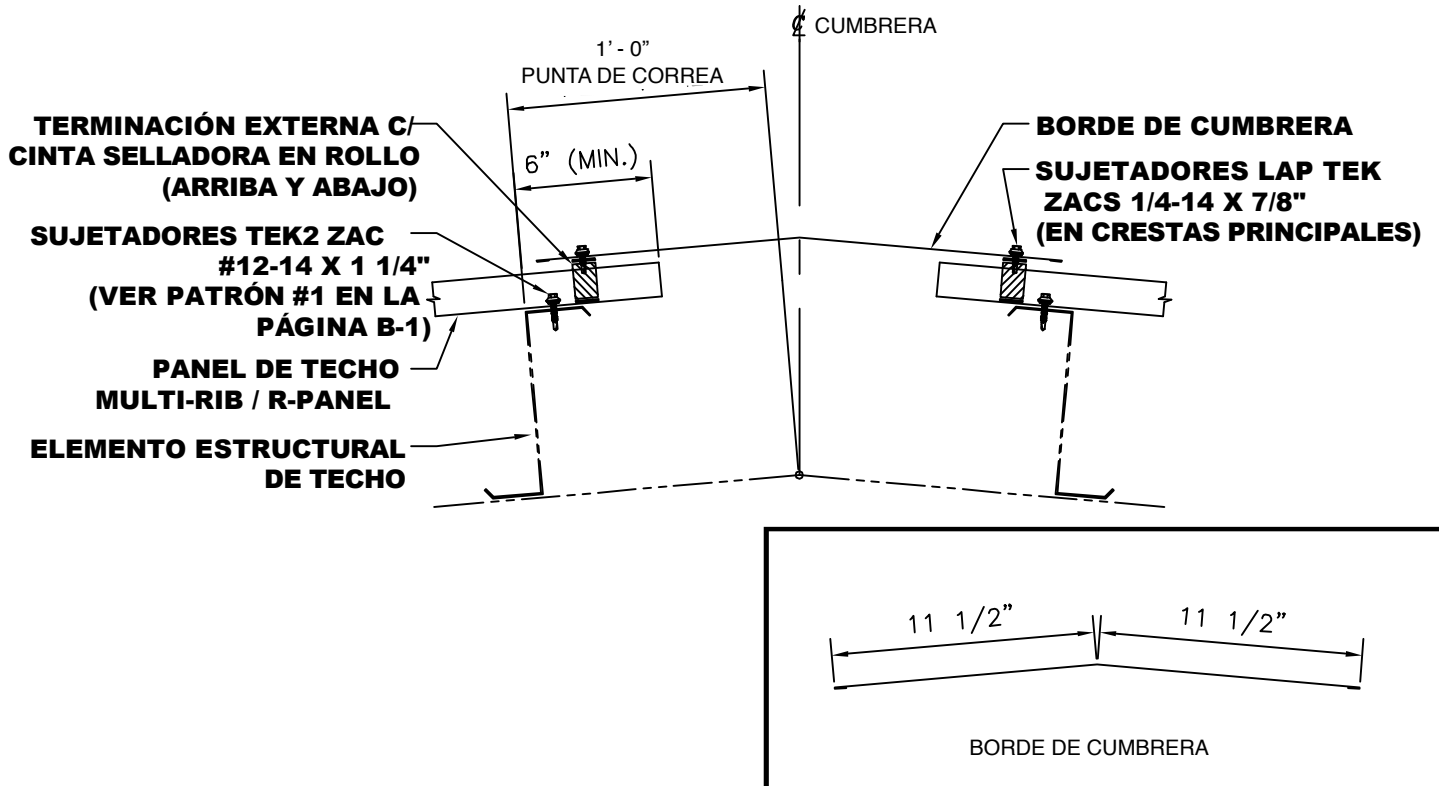 ℄ CUMBRERA
1' - 0”
PUNTA DE CORREA
TERMINACIÓN EXTERNA C/
CINTA SELLADORA EN ROLLO
(ARRIBA Y ABAJO)
6” (MIN.)
SUJETADORES TEK2 ZAC
#12-14 X 1 1/4"
(VER PATRÓN #1 EN LA
PÁGINA B-1)
PANEL DE TECHO
MULTI-RIB / R-PANEL
ELEMENTO ESTRUCTURAL
DE TECHO
BORDE DE CUMBRERA
SUJETADORES LAP TEK
ZACS 1/4-14 X 7/8"
(EN CRESTAS PRINCIPALES)
11 1/2”
11 1/2”
BORDE DE CUMBRERA